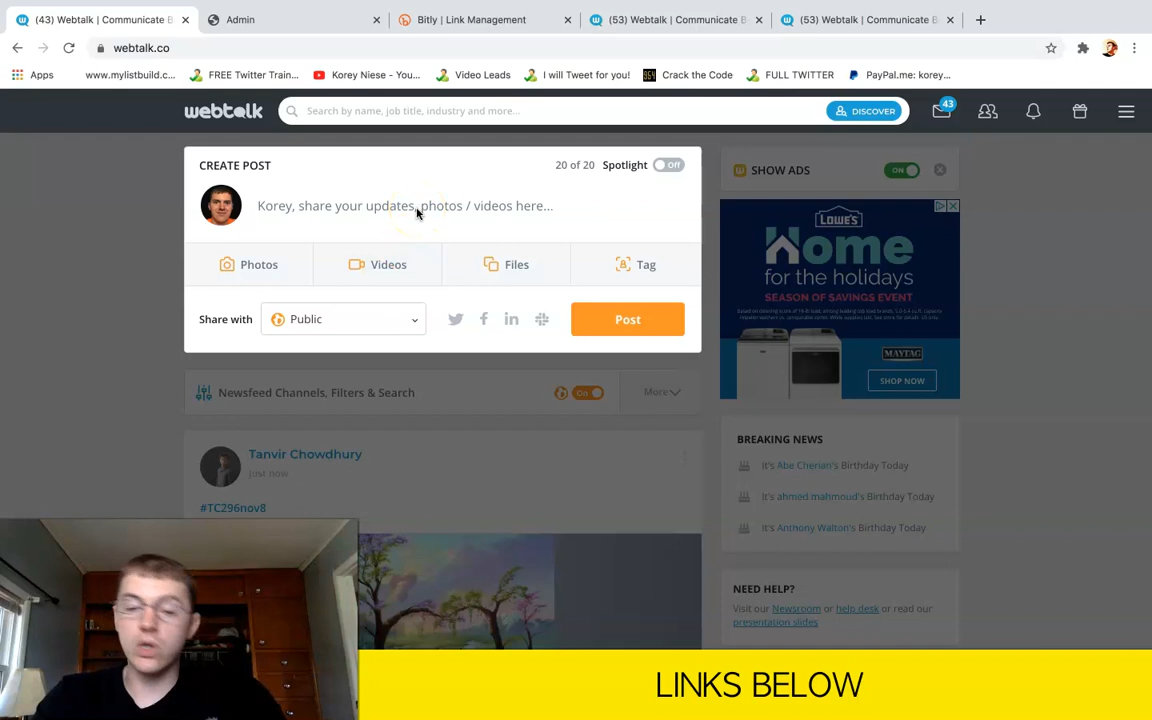 (43) Webtalk | Communicate B
Admin
Bitly | Link Management
(53) Webtalk | Communicate B
(53) Webtalk | Communicate B
webtalk.co
Apps
www.mylistbuild.c...
FREE Twitter Train...
Korey Niese - You...
Video Leads
I will Tweet for you!
Crack the Code
FULL TWITTER
PayPal.me: korey...
webtalk
Search by name, job title, industry and more...
DISCOVER
43
CREATE POST
20 of 20 Spotlight Off
Korey, share your updates, photos / videos here...
Photos
Videos
Files
Tag
Share with
Public
Post
Newsfeed Channels, Filters & Search
On
More
Tanvir Chowdhury
Just now
#TC296nov8
SHOW ADS
ON
LOWE'S
Home
for the holidays
SEASON OF SAVINGS EVENT
MAYTAG
SHOP NOW
BREAKING NEWS
It's Abe Cherian's Birthday Today
It's ahmed mahmoud's Birthday Today
It's Anthony Walton's Birthday Today
NEED HELP?
Visit our Newsroom or help desk or read our
presentation slides
LINKS BELOW